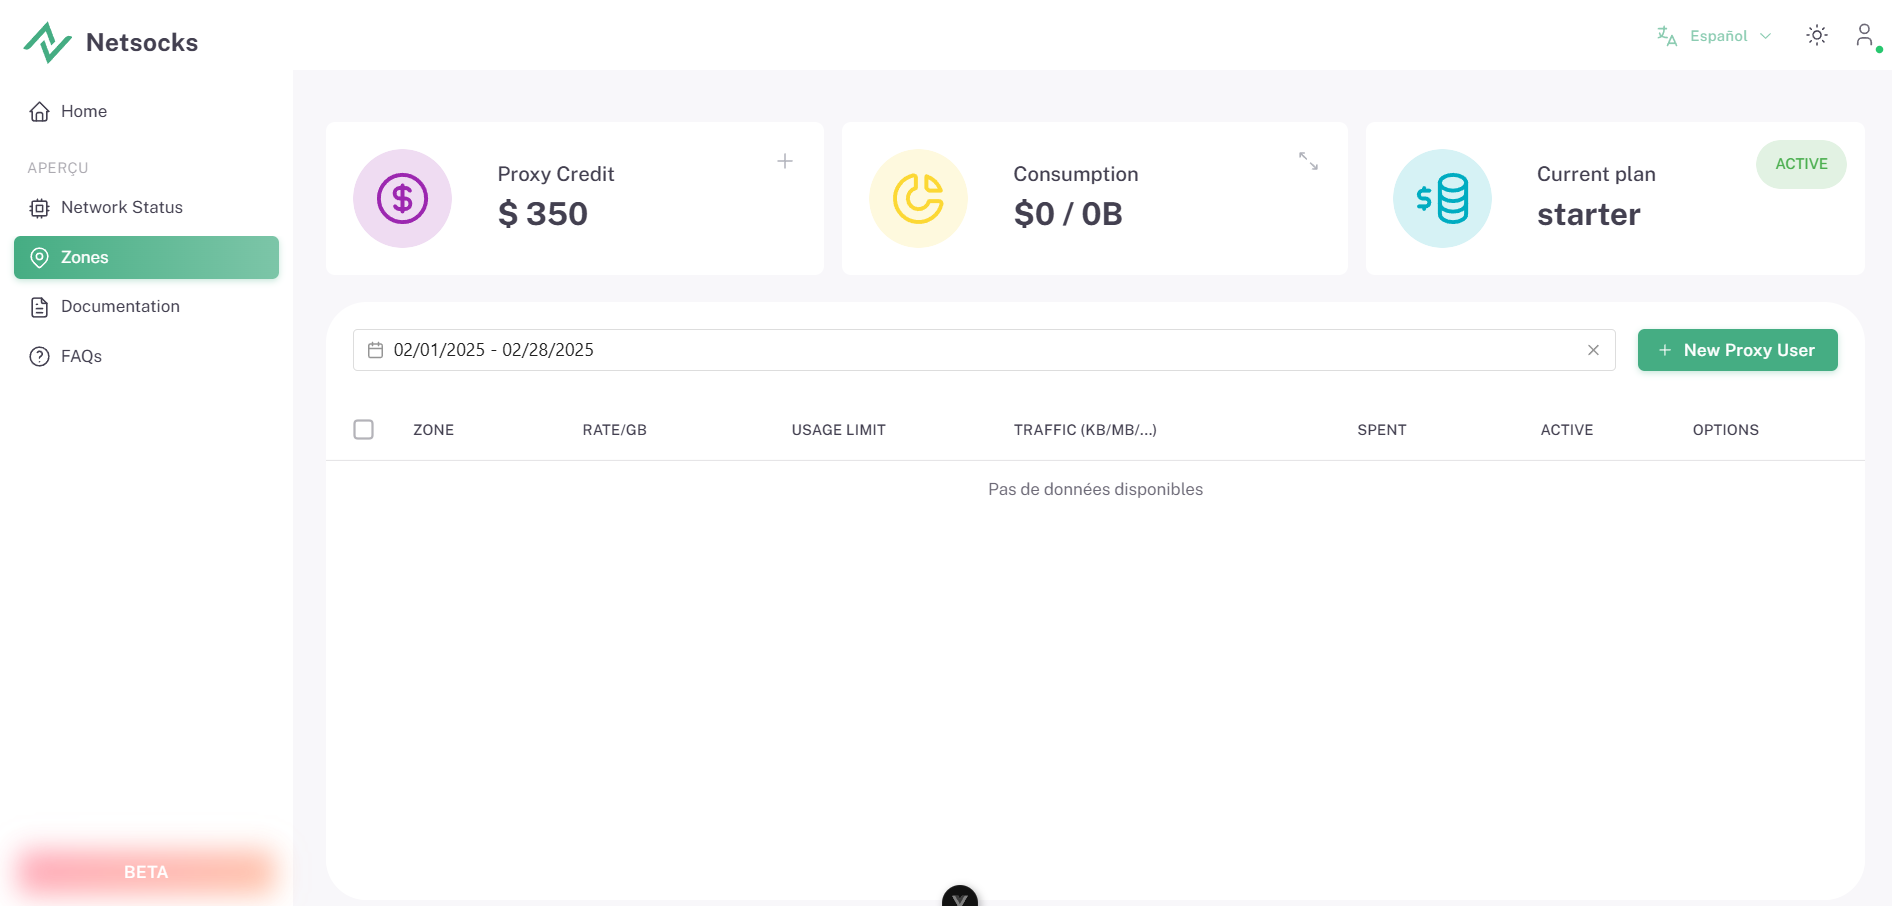 Netsocks
Español
Home
APERÇU
Network Status
Zones
Documentation
FAQs
BETA
Proxy Credit
$ 350
Consumption
$0 / 0B
Current plan
starter
ACTIVE
02/01/2025 - 02/28/2025
New Proxy User
ZONE RATE/GB USAGE LIMIT TRAFFIC (KB/MB/...) SPENT ACTIVE OPTIONS
Pas de données disponibles